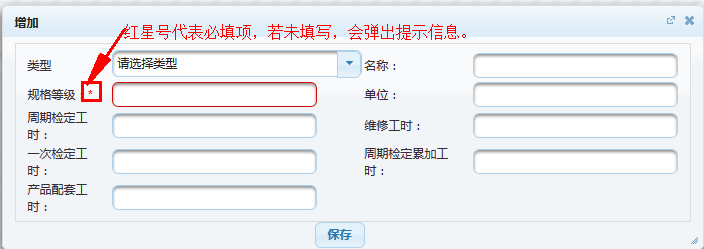 增加
红星号代表必填项，若未填写，会弹出提示信息。
类型 请选择类型 名称：
规格等级：* 单位：
周期检定工时： 维修工时：
一次检定工时： 周期检定累加工时：
产品配套工时：
保存